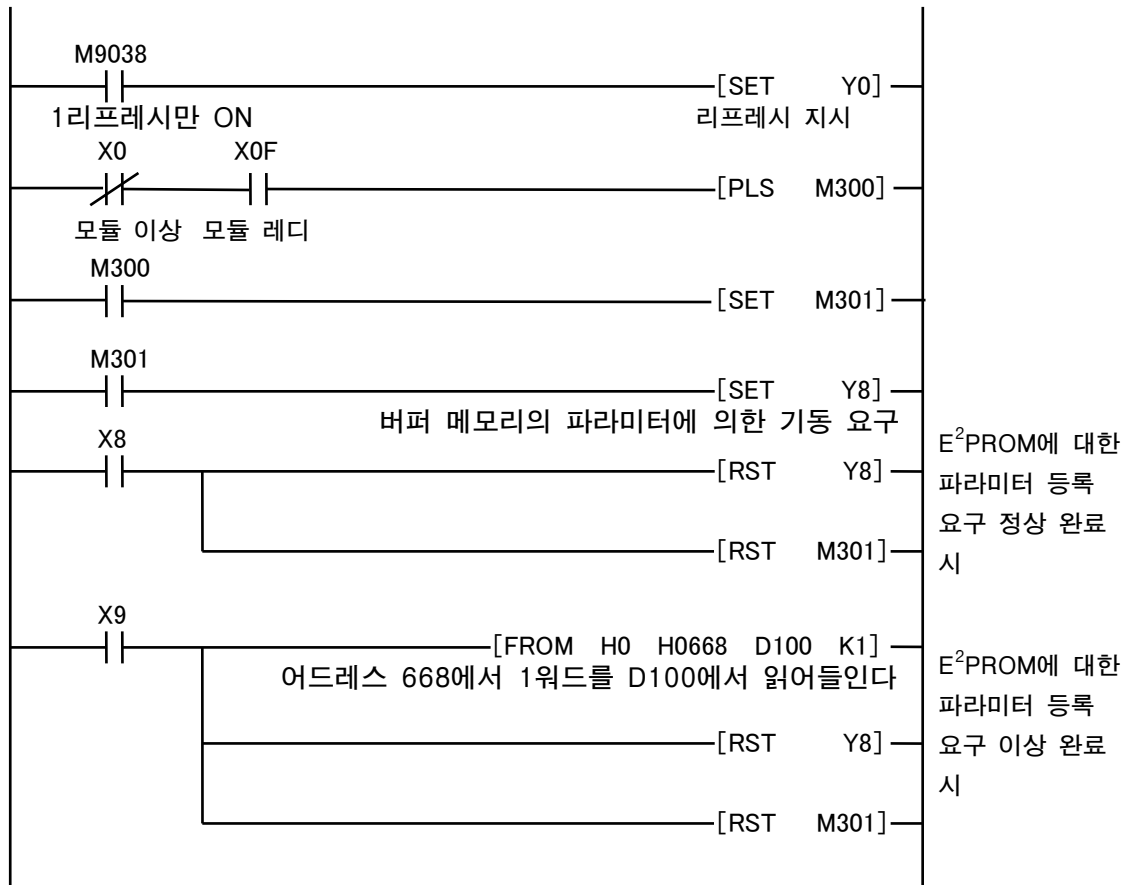 M9038
[SET Y0]
1리프레시만 ON
리프레시 지시
X0 X0F
[PLS M300]
모듈 이상 모듈 레디
M300
[SET M301]
M301
[SET Y8]
버퍼 메모리의 파라미터에 의한 기동 요구
X8
[RST Y8]
[RST M301]
E²PROM에 대한
파라미터 등록
요구 정상 완료
시
X9
[FROM H0 H0668 D100 K1]
어드레스 668에서 1워드를 D100에서 읽어들인다
[RST Y8]
[RST M301]
E²PROM에 대한
파라미터 등록
요구 이상 완료
시